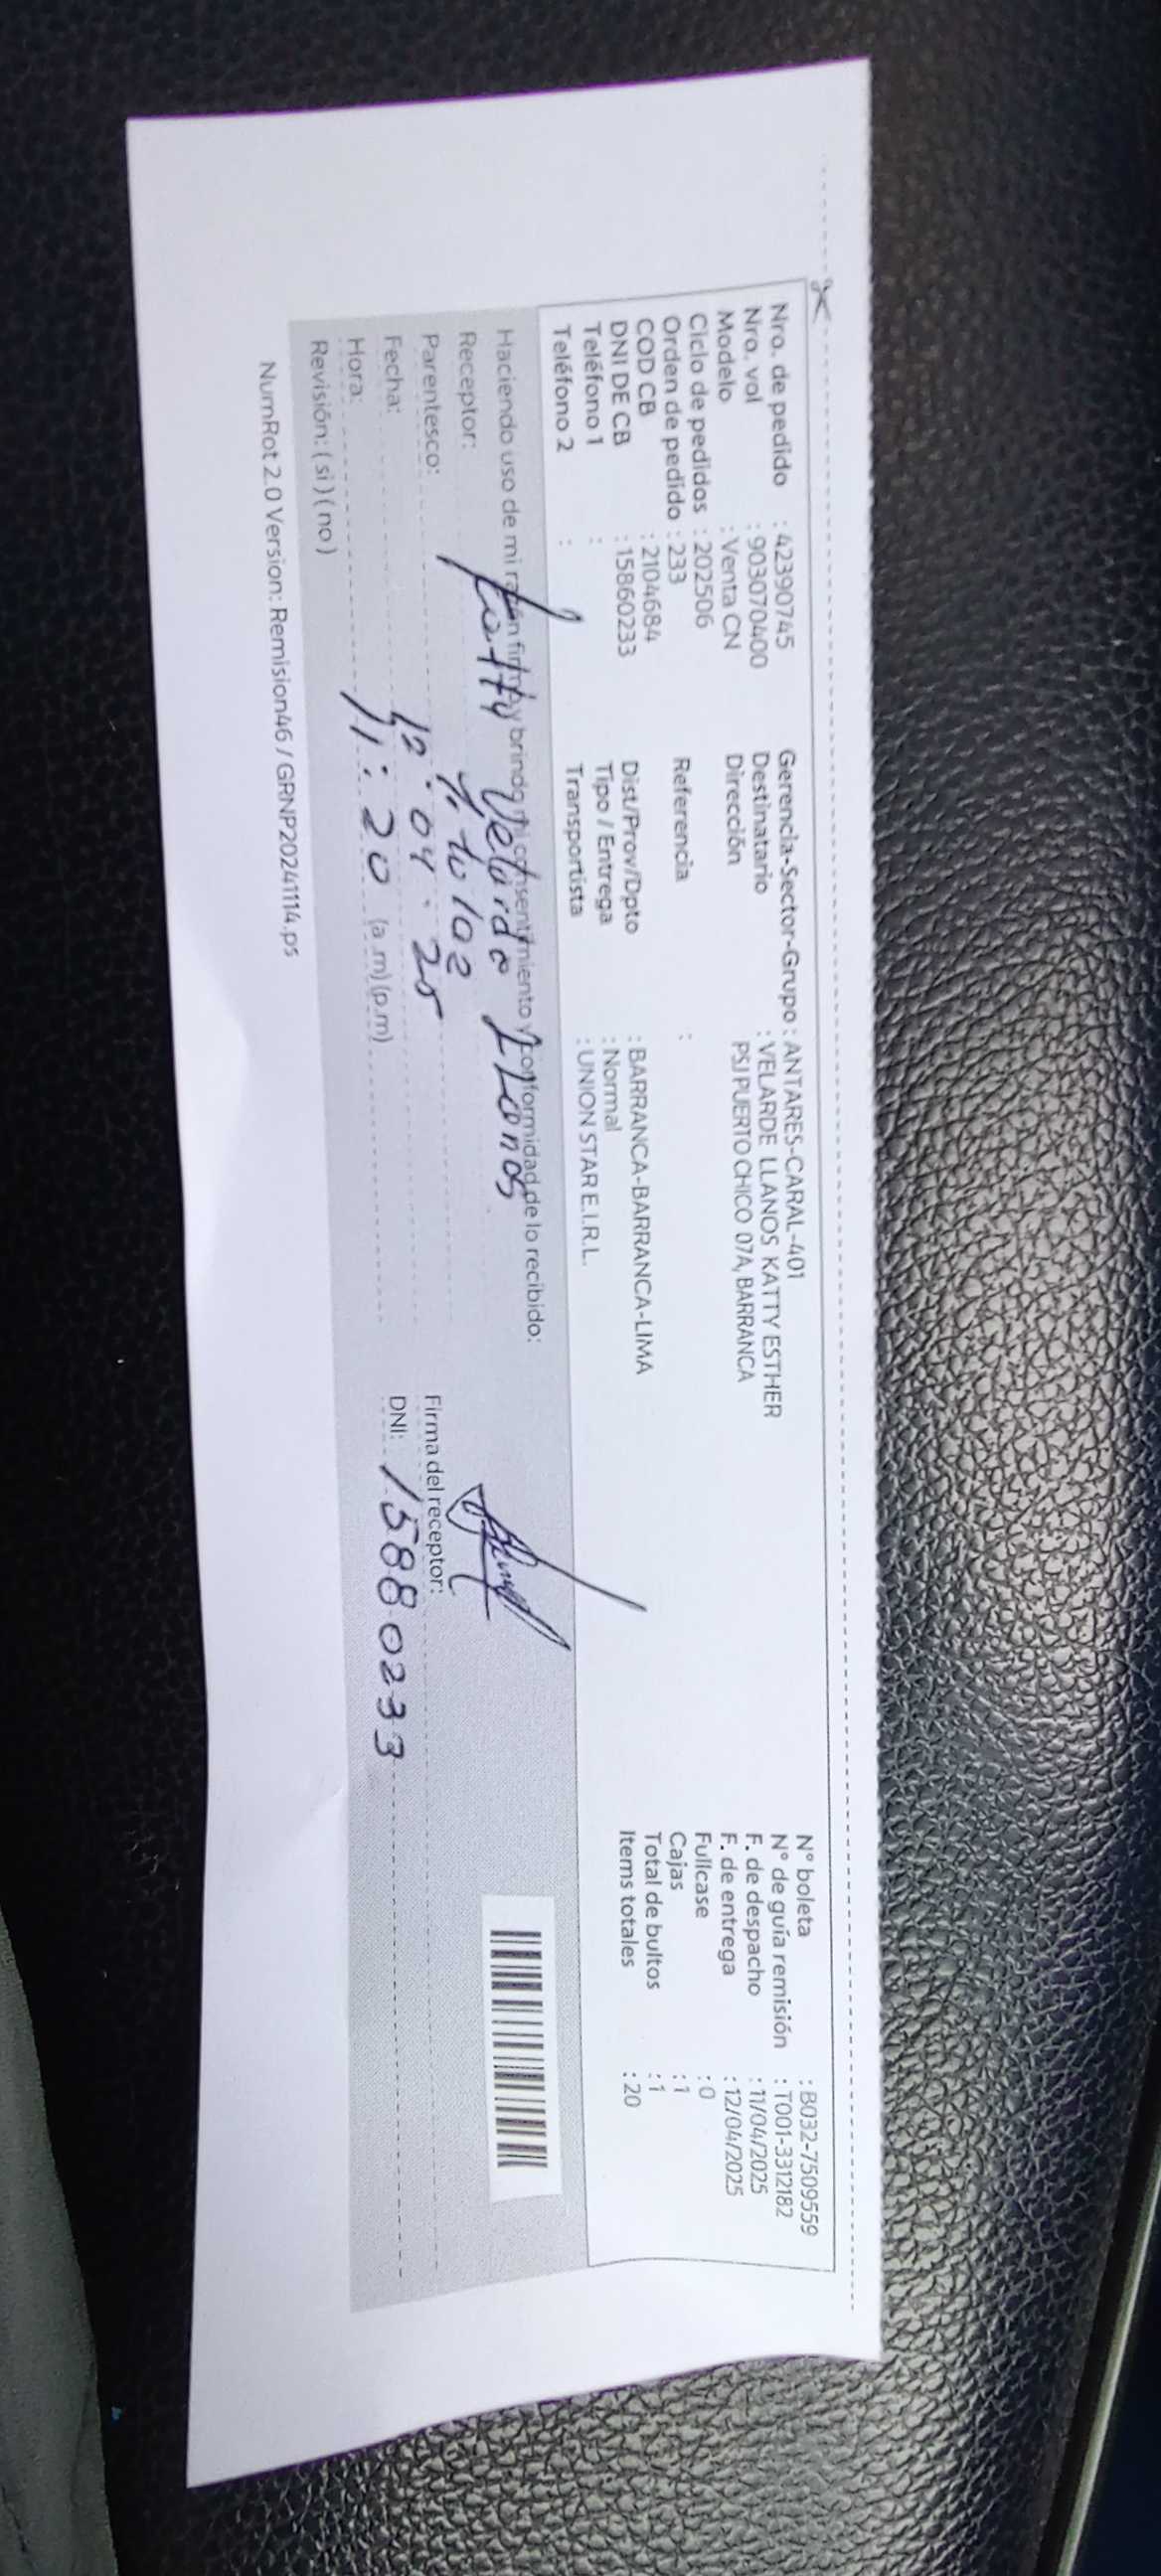 Nro. de pedido : 42390745
Nro. vol : 903070400
Modelo : Venta CN
Ciclo de pedidos : 202506
Orden de pedido : 233
COD CB : 2104684
DNI DE CB : 15860233
Teléfono 1 :
Teléfono 2 :
Gerencia-Sector-Grupo : ANTARES-CARAL-401
Destinatario : VELARDE LLANOS KATTY ESTHER
Dirección PSJ PUERTO CHICO 07A, BARRANCA
Referencia :
Dist/Prov/Dpto : BARRANCA-BARRANCA-LIMA
Tipo / Entrega : Normal
Transportista : UNION STAR E.I.R.L.
N° boleta : B032-7509559
N° de guía remisión : T001-3312182
F. de despacho : 11/04/2025
F. de entrega : 12/04/2025
Fullcase : 0
Cajas : 1
Total de bultos : 1
Items totales : 20
Haciendo uso de mi razón firmo y brindo mi consentimiento y conformidad de lo recibido:
Receptor: Katty Velarde Llanos
Parentesco: Titular
Fecha: 12.04.25
Hora: 11:20 (a.m) (p.m)
Revisión: ( si ) ( no )
Firma del receptor:
DNI: 15880233
NumRot 2.0 Version: Remision46 / GRNP20241114.ps